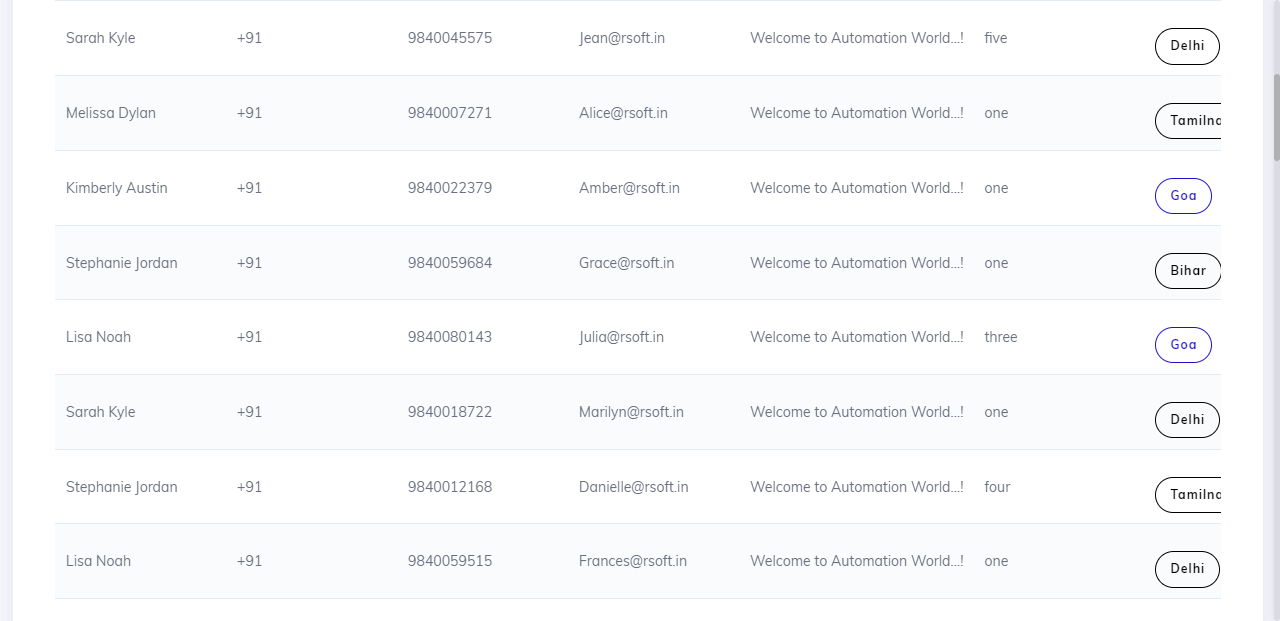 Sarah Kyle +91 9840045575 Jean@rsoft.in Welcome to Automation World...! five Delhi
Melissa Dylan +91 9840007271 Alice@rsoft.in Welcome to Automation World...! one Tamilna
Kimberly Austin +91 9840022379 Amber@rsoft.in Welcome to Automation World...! one Goa
Stephanie Jordan +91 9840059684 Grace@rsoft.in Welcome to Automation World...! one Bihar
Lisa Noah +91 9840080143 Julia@rsoft.in Welcome to Automation World...! three Goa
Sarah Kyle +91 9840018722 Marilyn@rsoft.in Welcome to Automation World...! one Delhi
Stephanie Jordan +91 9840012168 Danielle@rsoft.in Welcome to Automation World...! four Tamilna
Lisa Noah +91 9840059515 Frances@rsoft.in Welcome to Automation World...! one Delhi